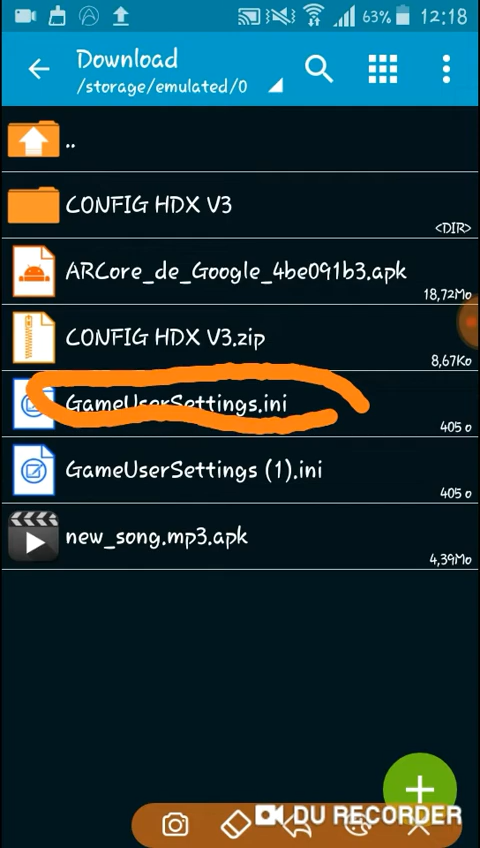 63% 12:18
Download
/storage/emulated/0
..
CONFIG HDX V3
<DIR>
ARCore_de_Google_4be091b3.apk
18,72Mo
CONFIG HDX V3.zip
8,67Ko
GameUserSettings.ini
405 o
GameUserSettings (1).ini
405 o
new_song.mp3.apk
4,39Mo
DU RECORDER